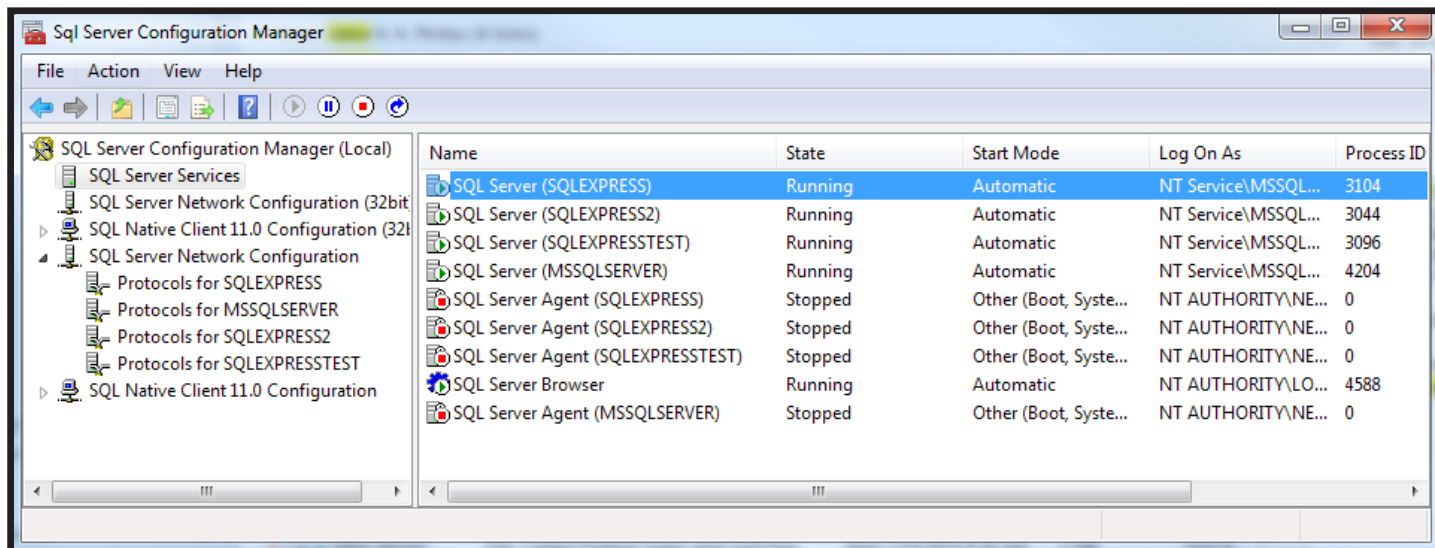 Sql Server Configuration Manager
File Action View Help
SQL Server Configuration Manager (Local)
SQL Server Services
SQL Server Network Configuration (32bit
SQL Native Client 11.0 Configuration (32b
SQL Server Network Configuration
Protocols for SQLEXPRESS
Protocols for MSSQLSERVER
Protocols for SQLEXPRESS2
Protocols for SQLEXPRESSTEST
SQL Native Client 11.0 Configuration
Name State Start Mode Log On As Process ID
SQL Server (SQLEXPRESS) Running Automatic NT Service\MSSQL... 3104
SQL Server (SQLEXPRESS2) Running Automatic NT Service\MSSQL... 3044
SQL Server (SQLEXPRESSTEST) Running Automatic NT Service\MSSQL... 3096
SQL Server (MSSQLSERVER) Running Automatic NT Service\MSSQL... 4204
SQL Server Agent (SQLEXPRESS) Stopped Other (Boot, Syste... NT AUTHORITY\NE... 0
SQL Server Agent (SQLEXPRESS2) Stopped Other (Boot, Syste... NT AUTHORITY\NE... 0
SQL Server Agent (SQLEXPRESSTEST) Stopped Other (Boot, Syste... NT AUTHORITY\NE... 0
SQL Server Browser Running Automatic NT AUTHORITY\LO... 4588
SQL Server Agent (MSSQLSERVER) Stopped Other (Boot, Syste... NT AUTHORITY\NE... 0